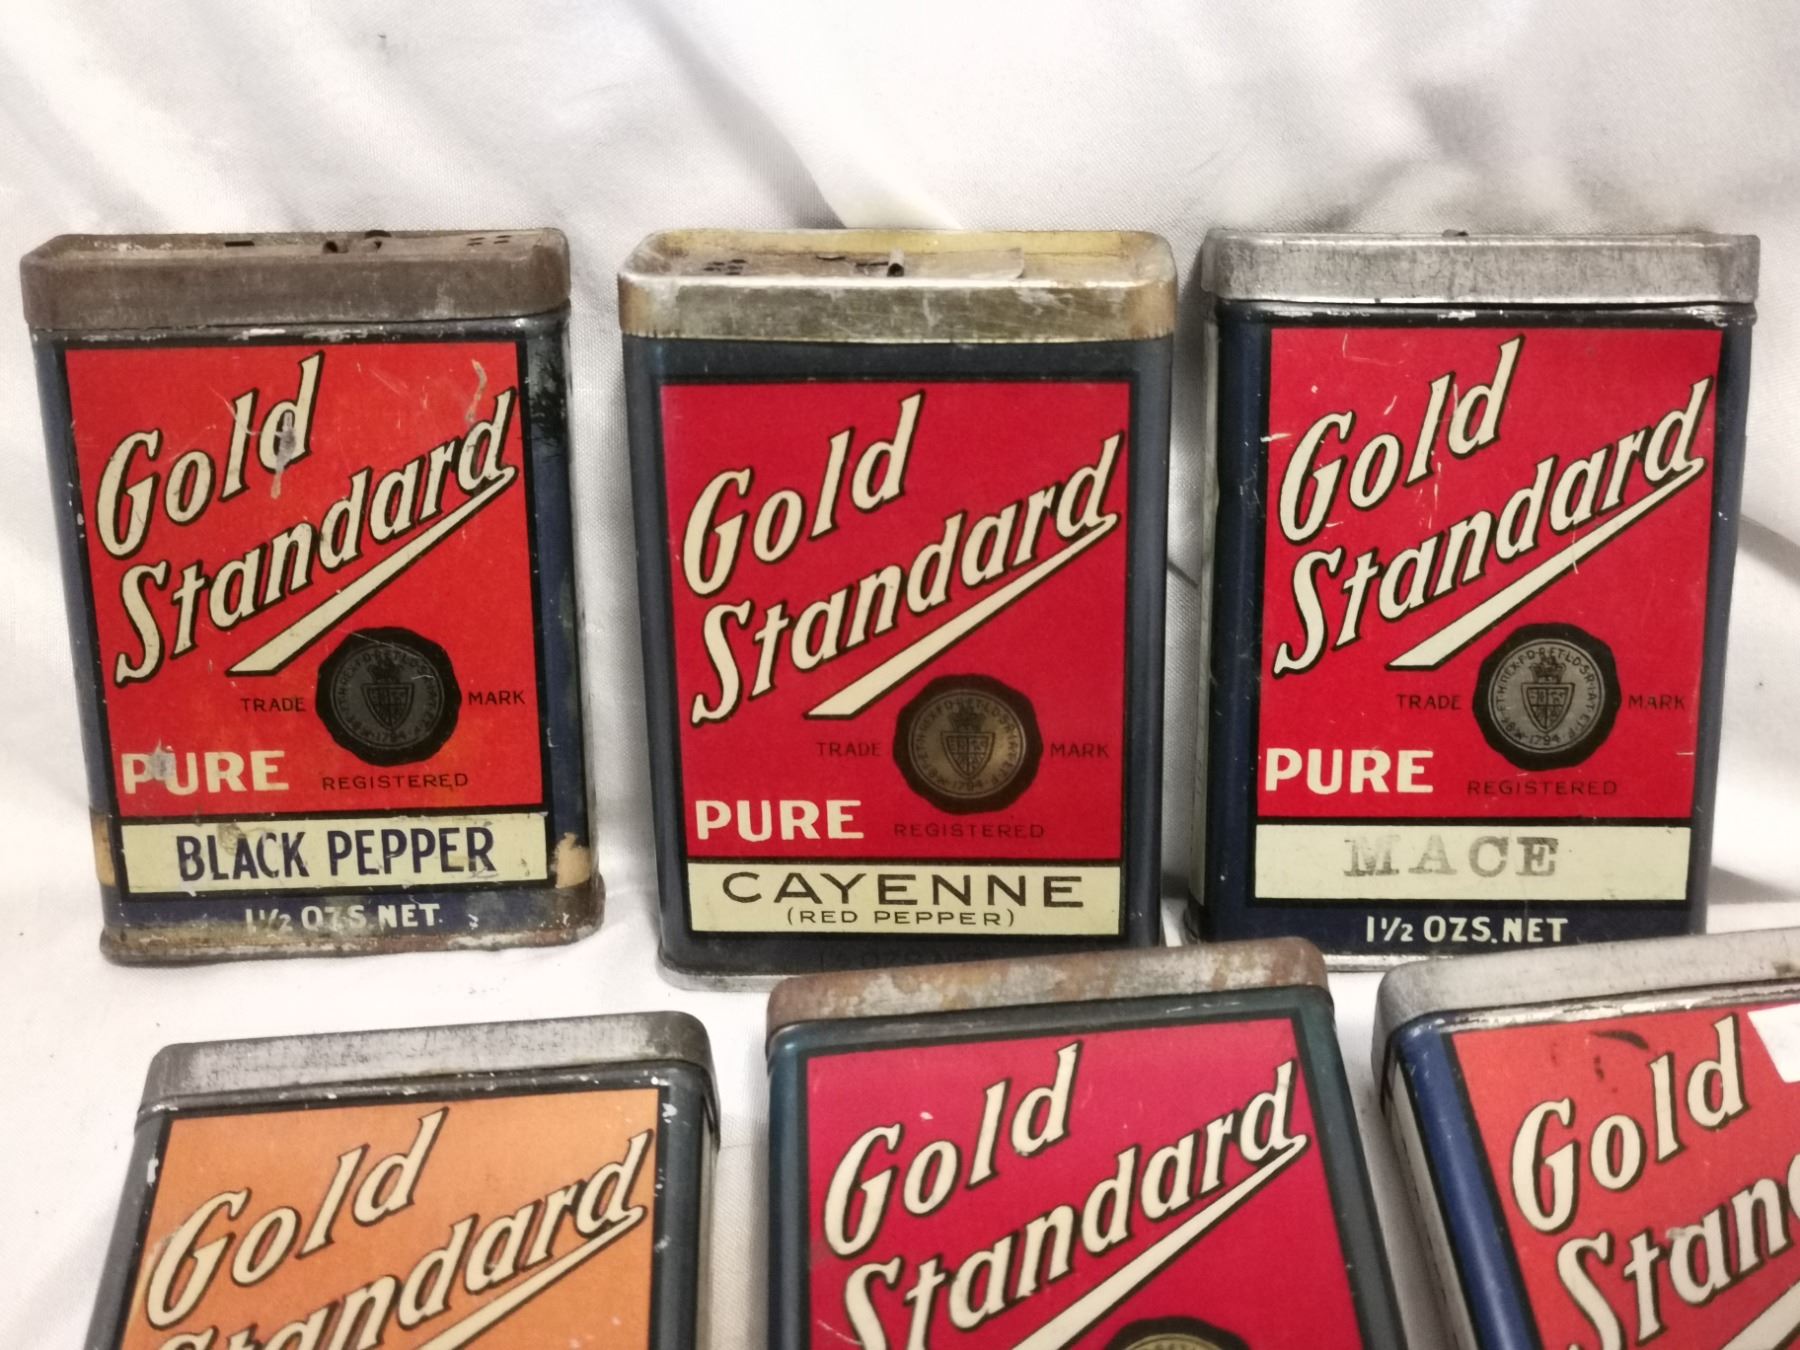 Gold
Standard
TRADE MARK
PURE
REGISTERED
BLACK PEPPER
1½ OZS. NET.
Gold
Standard
TRADE MARK
PURE
REGISTERED
CAYENNE
(RED PEPPER)
Gold
Standard
TRADE MARK
1794
PURE
REGISTERED
MACE
1½ OZS. NET
Gold
Standard
Gold
Standard
Gold